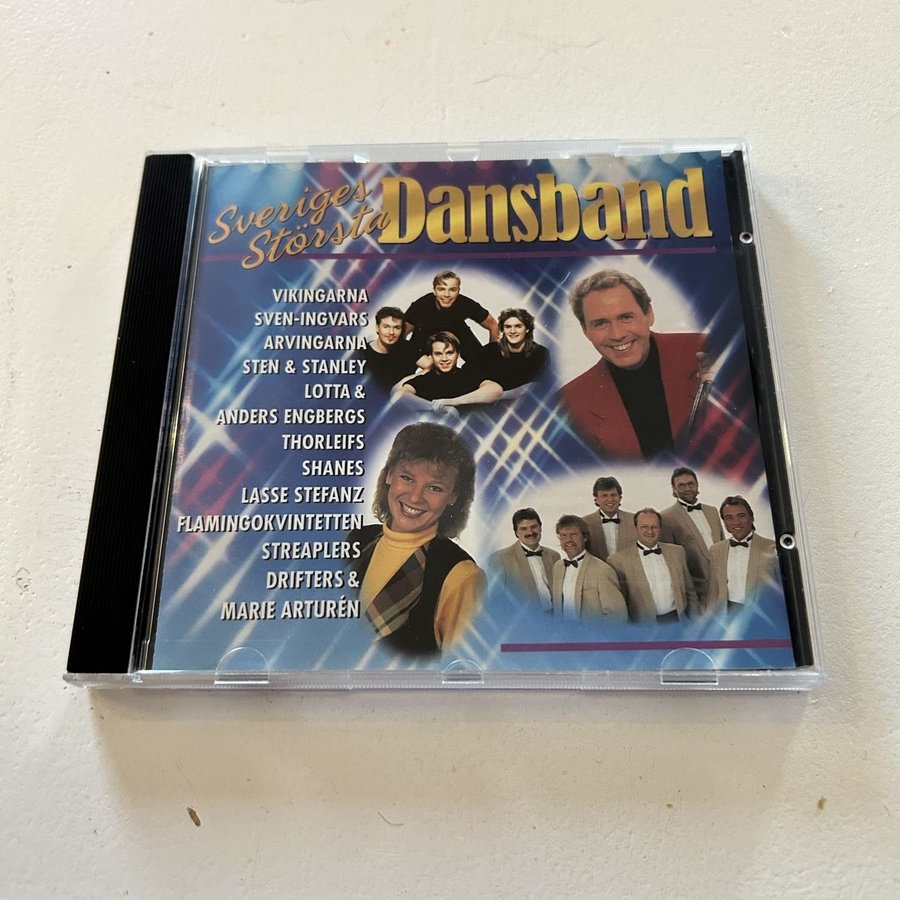 Sveriges
Största
Dansband
VIKINGARNA
SVEN-INGVARS
ARVINGARNA
STEN & STANLEY
LOTTA &
ANDERS ENGBERGS
THORLEIFS
SHANES
LASSE STEFANZ
FLAMINGOKVINTETTEN
STREAPLERS
DRIFTERS &
MARIE ARTURÉN